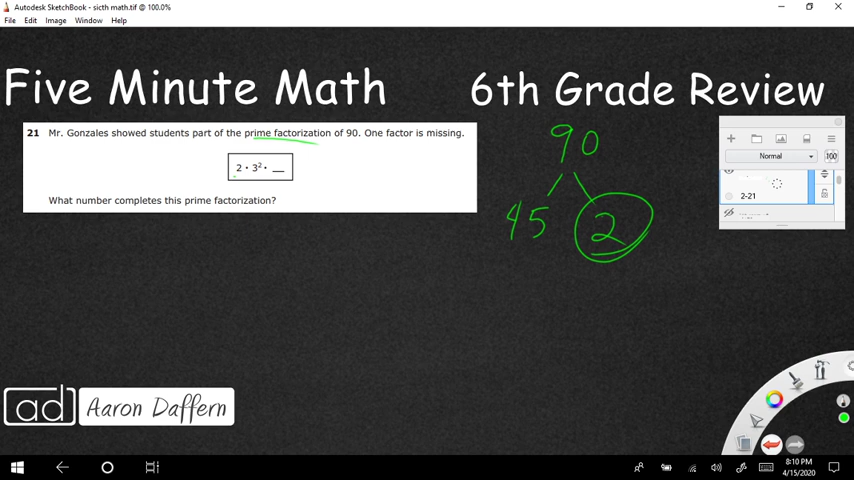 Autodesk SketchBook - sicth math.tif @ 100.0%
File Edit Image Window Help
Five Minute Math 6th Grade Review
21 Mr. Gonzales showed students part of the prime factorization of 90. One factor is missing.
2 · 3² · __
What number completes this prime factorization?
90
45 2
Normal 100
2-21
ad Aaron Daffern
8:10 PM
4/15/2020